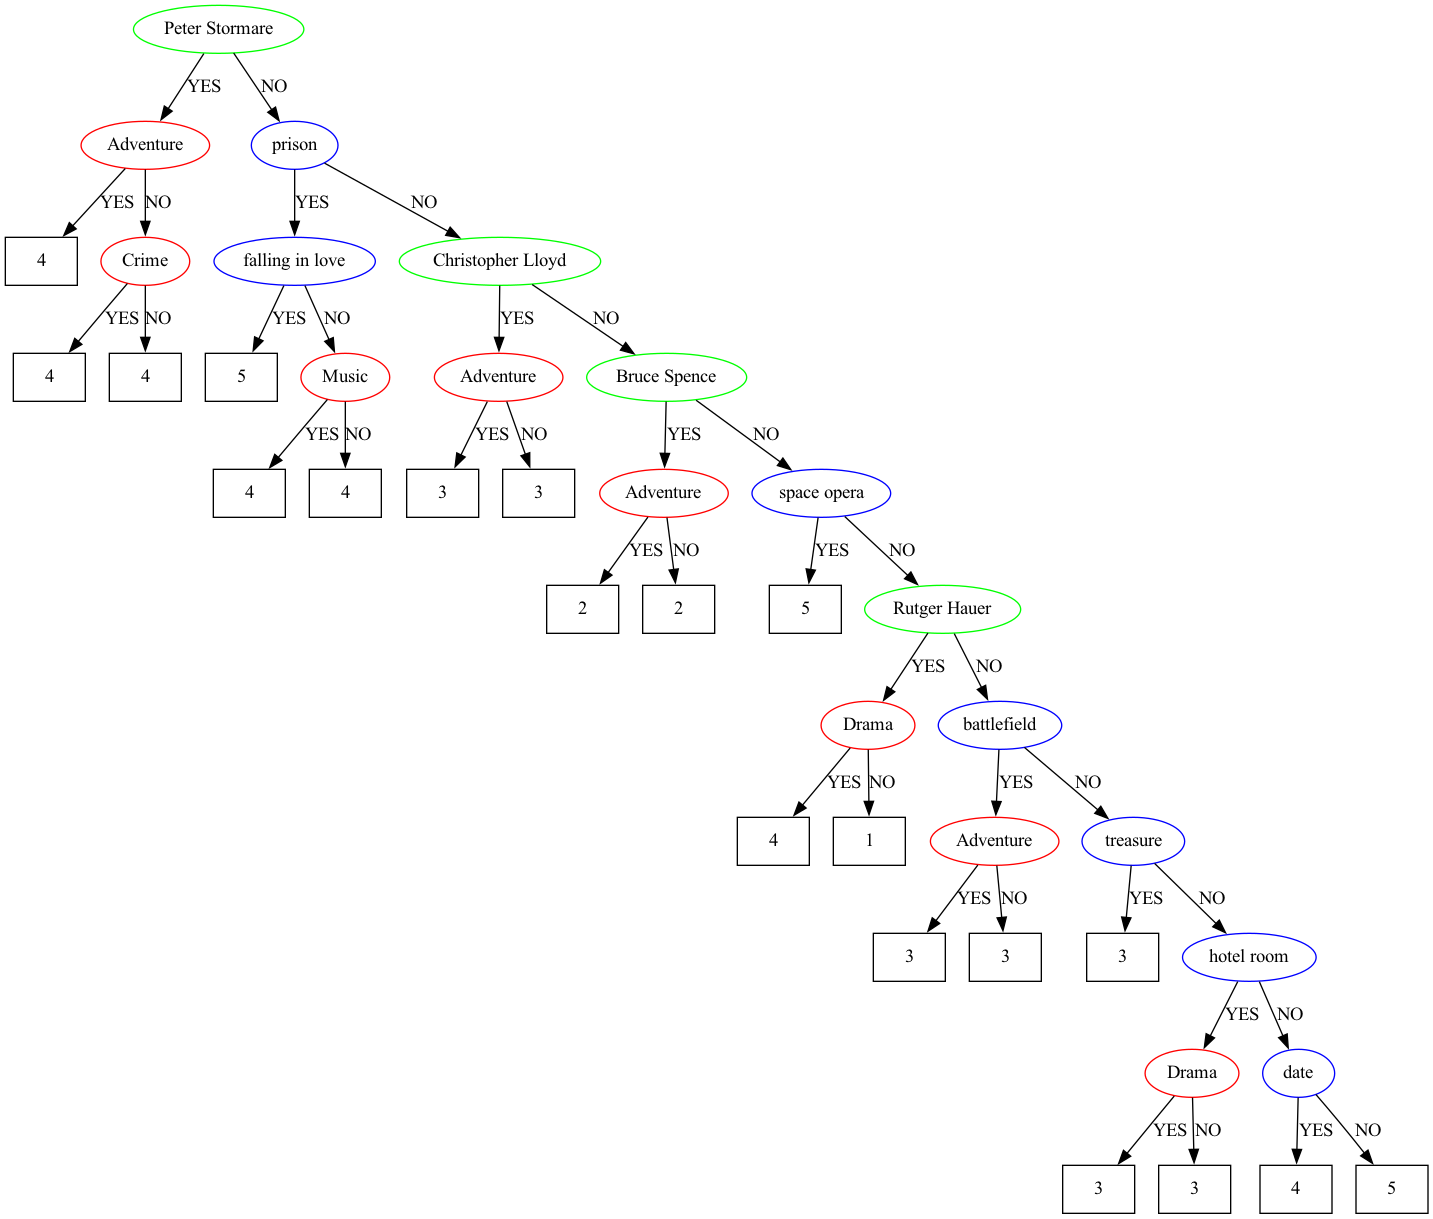 Peter Stormare
YES
NO
Adventure
prison
YES
NO
YES
NO
4
Crime
falling in love
Christopher Lloyd
YES
NO
YES
NO
YES
NO
4
4
5
Music
Adventure
Bruce Spence
YES
NO
YES
NO
YES
NO
4
4
3
3
Adventure
space opera
YES
NO
YES
NO
2
2
5
Rutger Hauer
YES
NO
Drama
battlefield
YES
NO
YES
NO
4
1
Adventure
treasure
YES
NO
YES
NO
3
3
3
hotel room
YES
NO
Drama
date
YES
NO
YES
NO
3
3
4
5